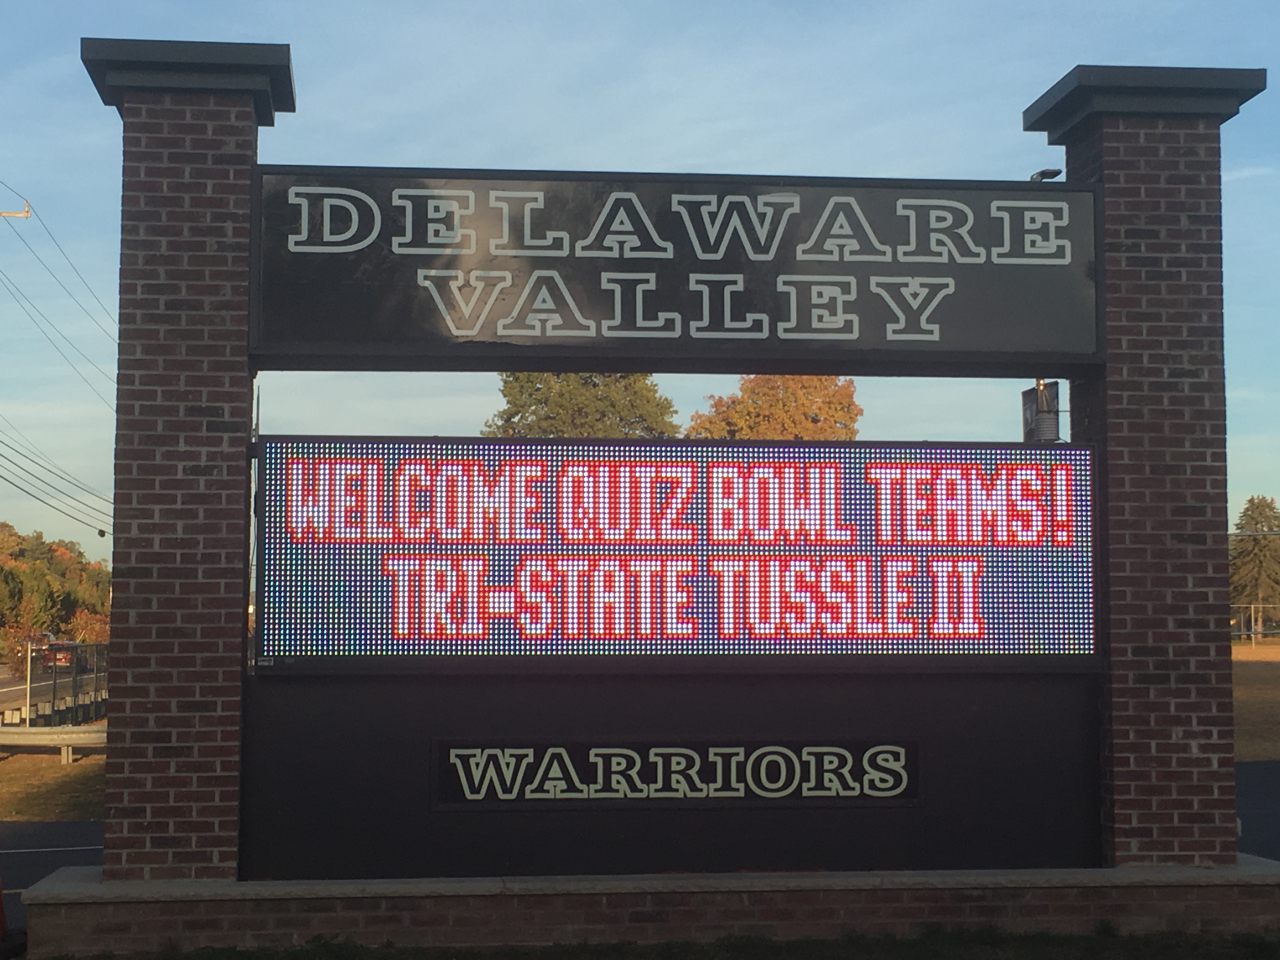 DELAWARE
VALLEY
WELCOME QUIZ BOWL TEAMS!
TRI-STATE TUSSLE II
WARRIORS